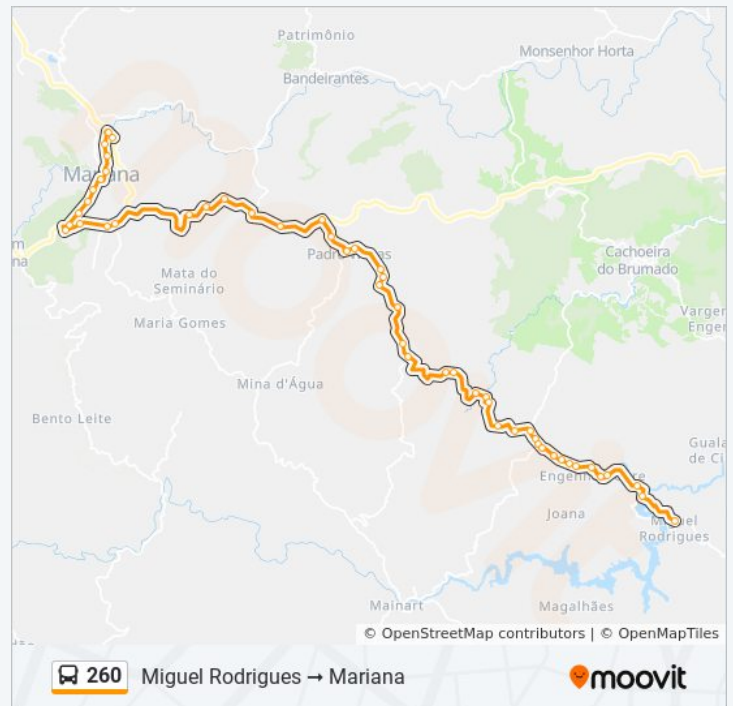 Patrimônio
Monsenhor Horta
Bandeirantes
Mariana
Cachoeira
do Brumado
Mata do
Seminário
Maria Gomes
Mina d'Água
Bento Leite
Joana
Rodrigues
Mainart
Magalhães
© OpenStreetMap contributors | © OpenMapTiles
260 Miguel Rodrigues → Mariana
moovit